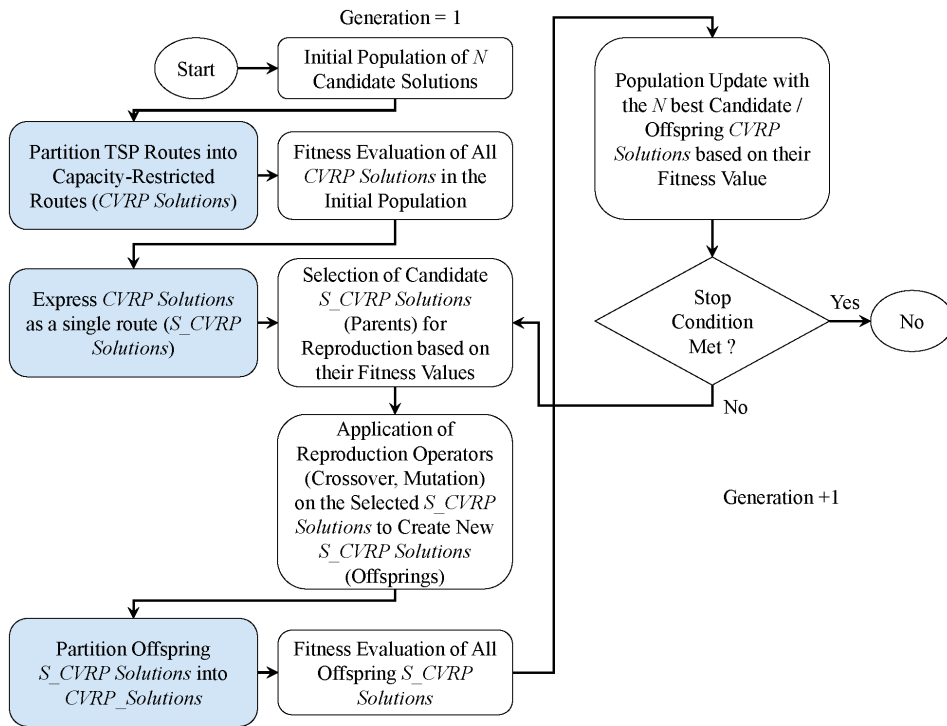 Generation = 1
Start
Initial Population of N
Candidate Solutions
Partition TSP Routes into
Capacity-Restricted
Routes (CVRP Solutions)
Fitness Evaluation of All
CVRP Solutions in the
Initial Population
Express CVRP Solutions
as a single route (S_CVRP
Solutions)
Selection of Candidate
S_CVRP Solutions
(Parents) for
Reproduction based on
their Fitness Values
Application of
Reproduction Operators
(Crossover, Mutation)
on the Selected S_CVRP
Solutions to Create New
S_CVRP Solutions
(Offsprings)
Partition Offspring
S_CVRP Solutions into
CVRP_Solutions
Fitness Evaluation of All
Offspring S_CVRP
Solutions
Population Update with
the N best Candidate /
Offspring CVRP
Solutions based on their
Fitness Value
Stop
Condition
Met ?
Yes
No
No
Generation +1